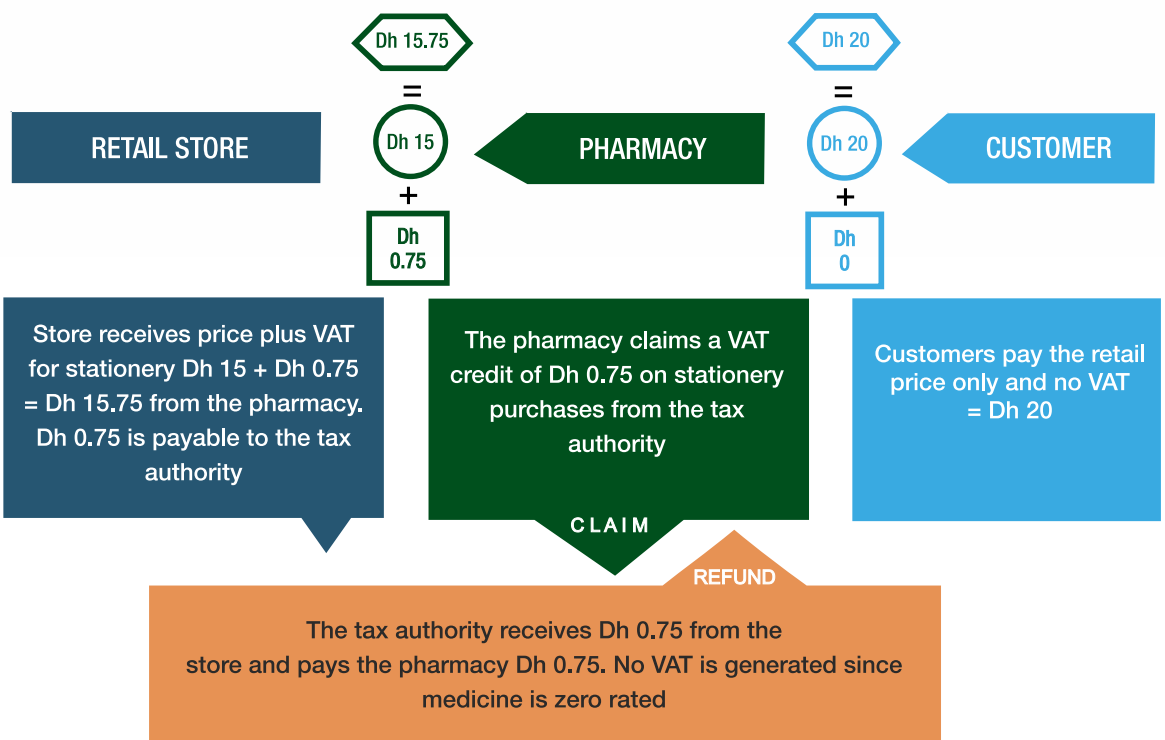 Dh 15.75
Dh 20
=
=
RETAIL STORE
Dh 15
PHARMACY
Dh 20
CUSTOMER
+
+
Dh
0.75
Dh
0
Store receives price plus VAT
for stationery Dh 15 + Dh 0.75
= Dh 15.75 from the pharmacy.
Dh 0.75 is payable to the tax
authority
The pharmacy claims a VAT
credit of Dh 0.75 on stationery
purchases from the tax
authority
CLAIM
Customers pay the retail
price only and no VAT
= Dh 20
REFUND
The tax authority receives Dh 0.75 from the
store and pays the pharmacy Dh 0.75. No VAT is generated since
medicine is zero rated